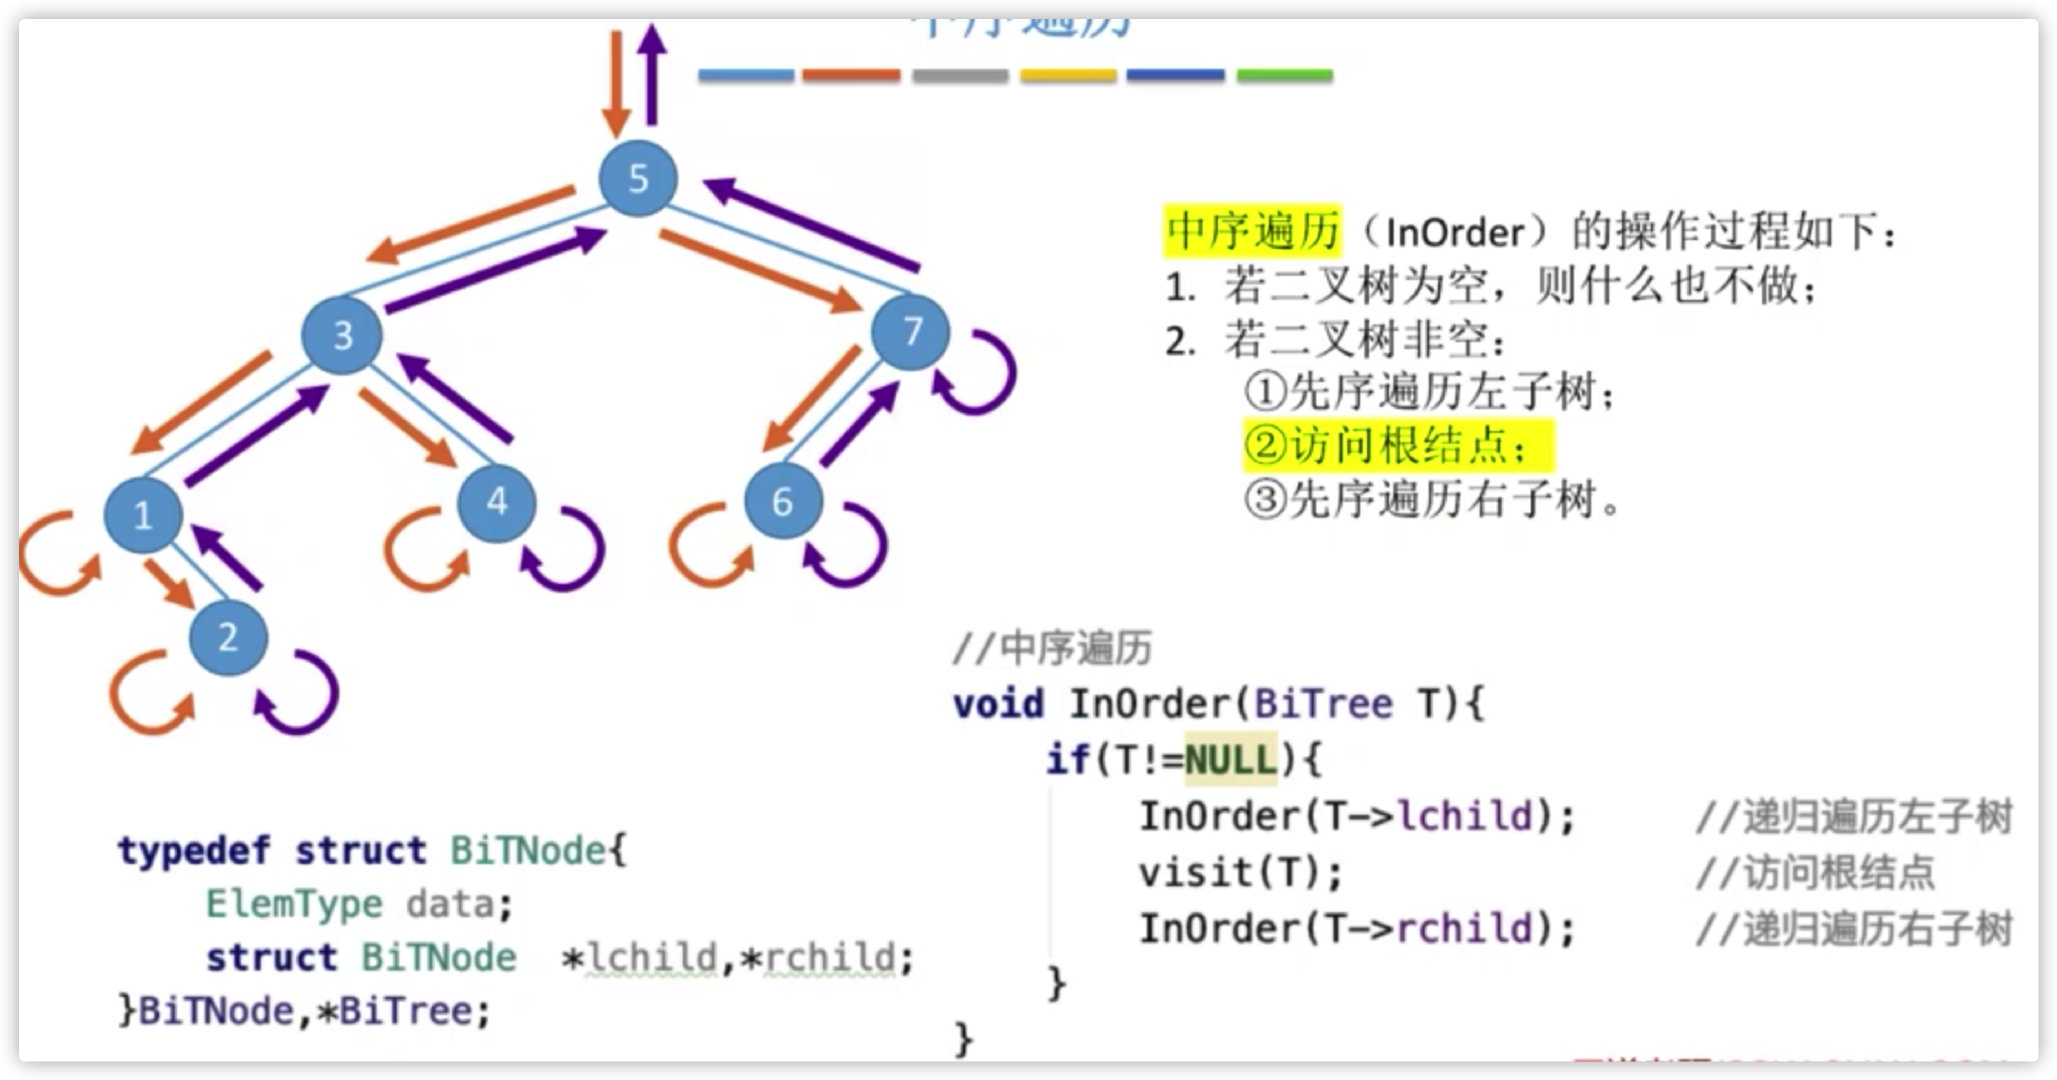 中序遍历
5
3
7
1
4
6
2
中序遍历（InOrder）的操作过程如下：
1. 若二叉树为空，则什么也不做；
2. 若二叉树非空：
①先序遍历左子树；
②访问根结点；
③先序遍历右子树。
typedef struct BiTNode{
ElemType data;
struct BiTNode *lchild,*rchild;
}BiTNode,*BiTree;
//中序遍历
void InOrder(BiTree T){
if(T!=NULL){
InOrder(T->lchild); //递归遍历左子树
visit(T); //访问根结点
InOrder(T->rchild); //递归遍历右子树
}
}